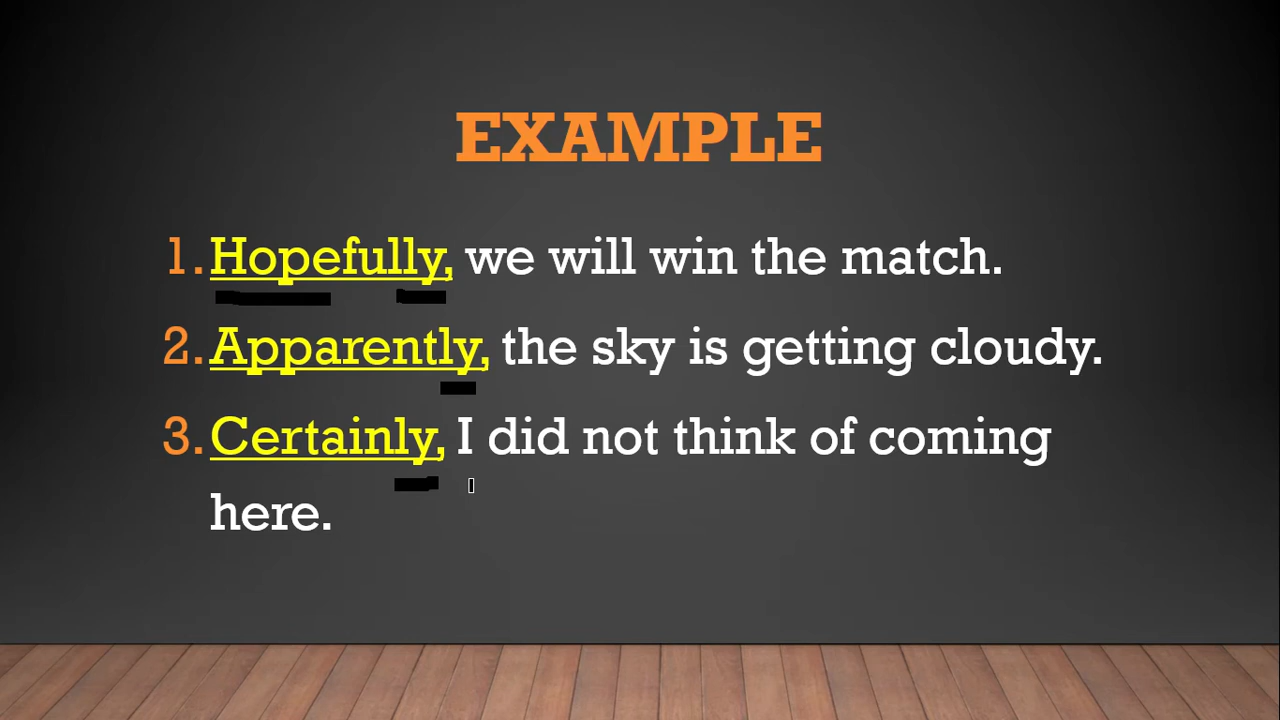 EXAMPLE
1. Hopefully, we will win the match.
2. Apparently, the sky is getting cloudy.
3. Certainly, I did not think of coming
here.